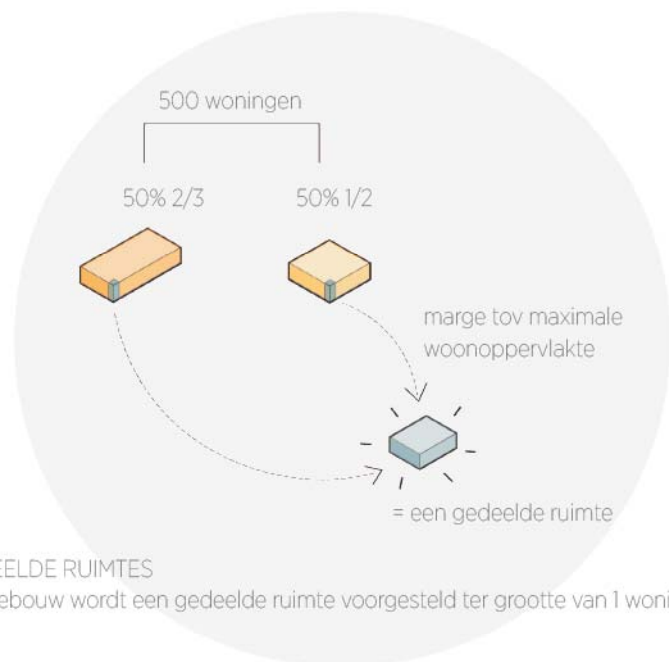 500 woningen
50% 2/3
50% 1/2
marge tov maximale
woonoppervlakte
= een gedeelde ruimte
EELDE RUIMTES
ebouw wordt een gedeelde ruimte voorgesteld ter grootte van 1 woni